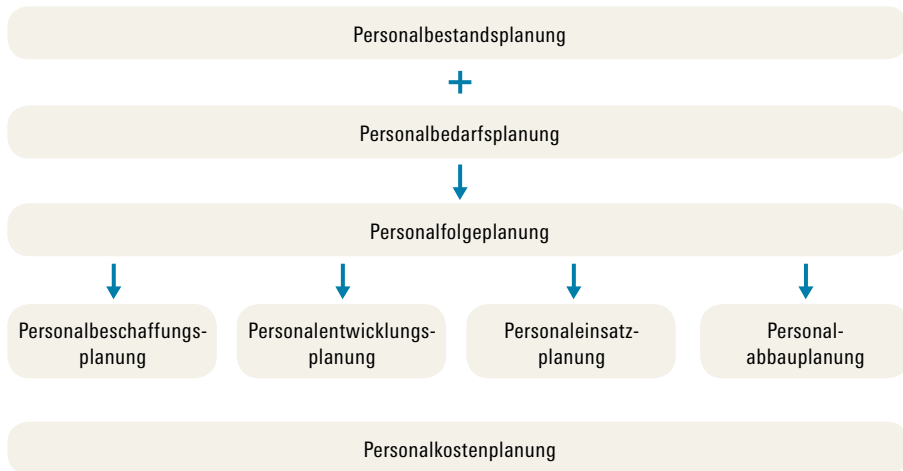 Personalbestandsplanung
+
Personalbedarfsplanung
Personalfolgeplanung
Personalbeschaffungs-
planung
Personalentwicklungs-
planung
Personaleinsatz-
planung
Personal-
abbauplanung
Personalkostenplanung